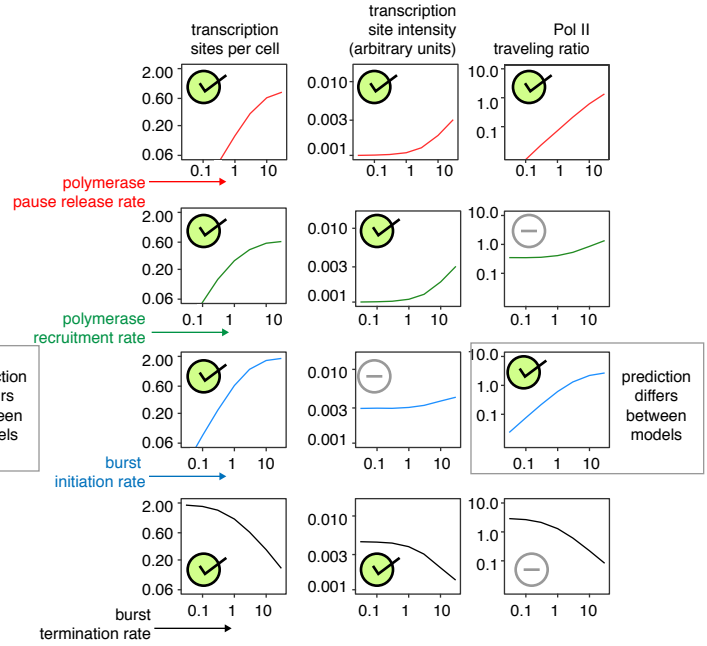 transcription
sites per cell
transcription
site intensity
(arbitrary units)
Pol II
traveling ratio
2.00
0.60
0.20
0.06
0.1 1 10
0.010
0.003
0.001
0.1 1 10
10.0
1.0
0.1
0.1 1 10
polymerase
pause release rate
2.00
0.60
0.20
0.06
0.1 1 10
0.010
0.003
0.001
0.1 1 10
10.0
1.0
0.1
0.1 1 10
polymerase
recruitment rate
2.00
0.60
0.20
0.06
0.1 1 10
0.010
0.003
0.001
0.1 1 10
10.0
1.0
0.1
0.1 1 10
prediction
differs
between
models
burst
initiation rate
2.00
0.60
0.20
0.06
0.1 1 10
0.010
0.003
0.001
0.1 1 10
10.0
1.0
0.1
0.1 1 10
burst
termination rate